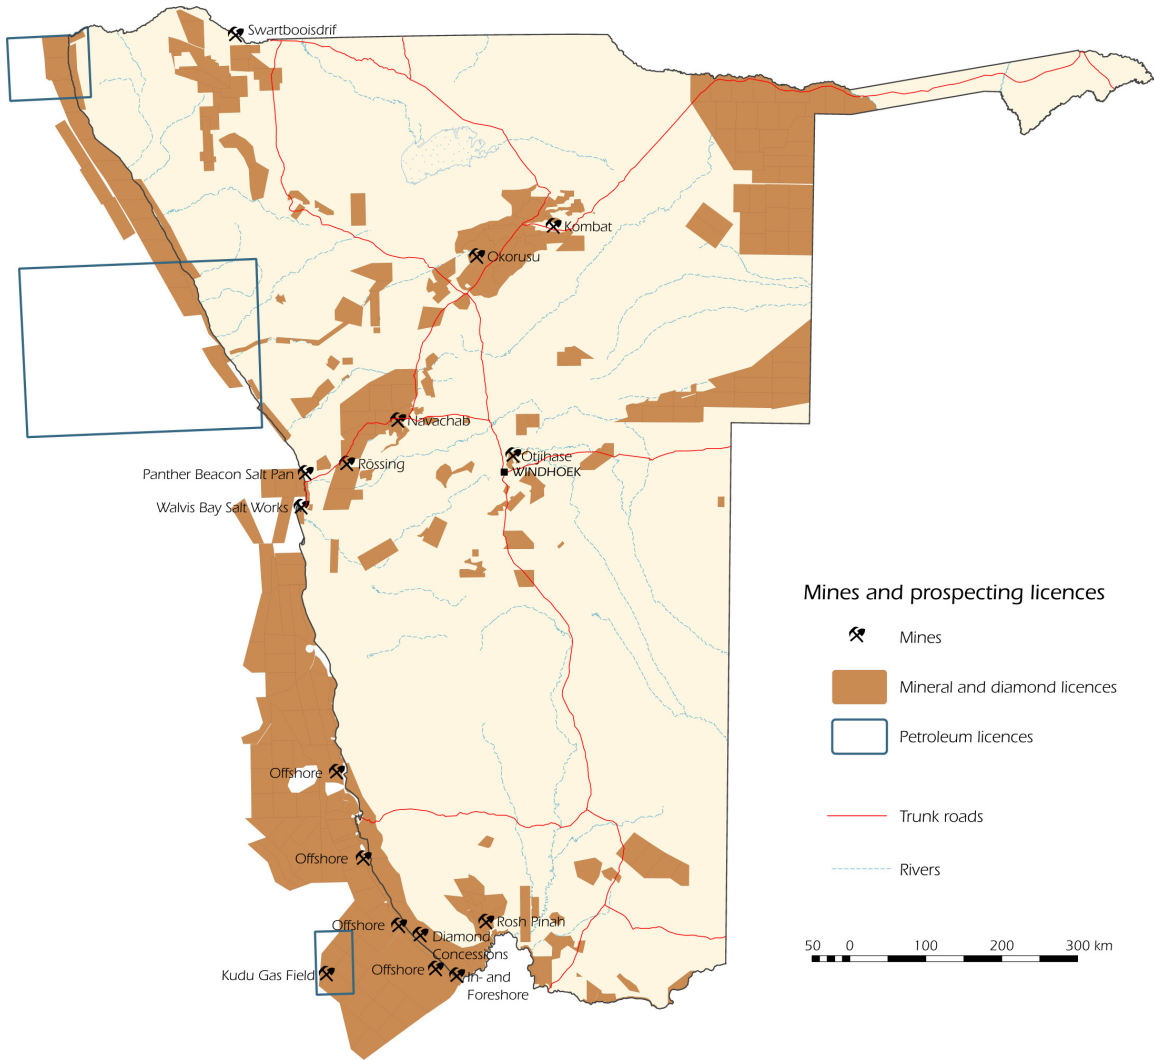 Swartbooisdrif
Kombat
Okorusu
Navachab
Otjihase
WINDHOEK
Rössing
Panther Beacon Salt Pan
Walvis Bay Salt Works
Mines and prospecting licences
Mines
Mineral and diamond licences
Petroleum licences
Trunk roads
Rivers
50 0 100 200 300 km
Offshore
Offshore
Offshore
Rosh Pinah
Diamond
Concessions
Offshore
Kudu Gas Field
In- and
Foreshore